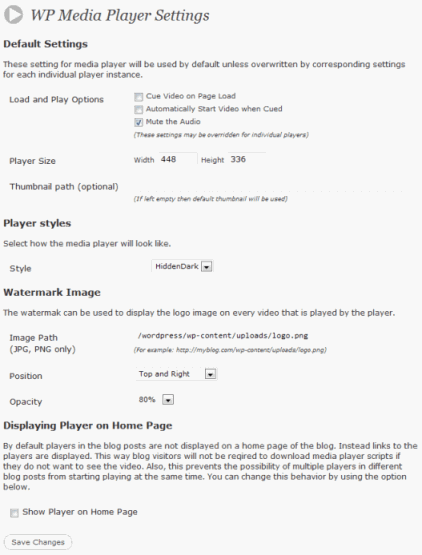 WP Media Player Settings
Default Settings
These setting for media player will be used by default unless overwritten by corresponding settings
for each individual player instance.
Load and Play Options
Cue Video on Page Load
Automatically Start Video when Cued
Mute the Audio
(These settings may be overridden for individual players)
Player Size Width 448 Height 336
Thumbnail path (optional)
(If left empty then default thumbnail will be used)
Player styles
Select how the media player will look like.
Style HiddenDark
Watermark Image
The watermak can be used to display the logo image on every video that is played by the player.
Image Path /wordpress/wp-content/uploads/logo.png
(JPG, PNG only) (For example: http://myblog.com/wp-content/uploads/logo.png)
Position Top and Right
Opacity 80%
Displaying Player on Home Page
By default players in the blog posts are not displayed on a home page of the blog. Instead links to the
players are displayed. This way blog visitors will not be reqired to download media player scripts if
they do not want to see the video. Also, this prevents the possibility of multiple players in different
blog posts from starting playing at the same time. You can change this behavior by using the option
below.
Show Player on Home Page
Save Changes